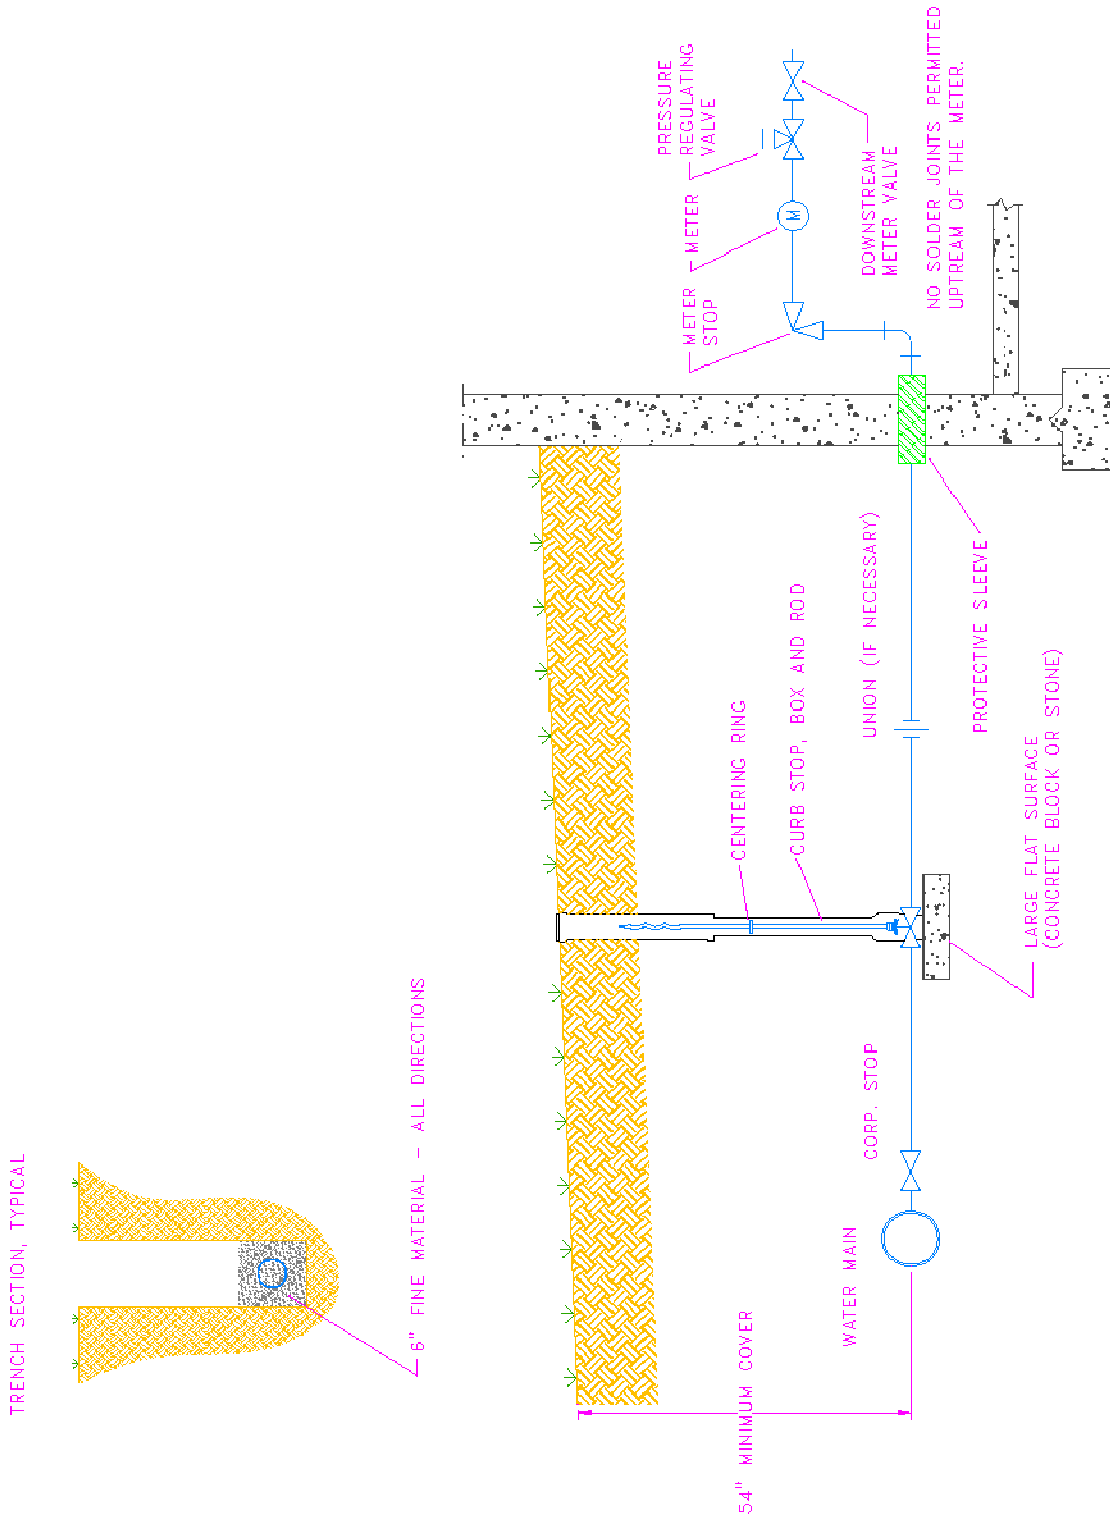 TRENCH SECTION, TYPICAL
6" FINE MATERIAL - ALL DIRECTIONS
PRESSURE
REGULATING
VALVE
METER
METER
STOP
DOWNSTREAM
METER VALVE
NO SOLDER JOINTS PERMITTED
UPTREAM OF THE METER.
M
CENTERING RING
CURB STOP, BOX AND ROD
UNION (IF NECESSARY)
PROTECTIVE SLEEVE
LARGE FLAT SURFACE
(CONCRETE BLOCK OR STONE)
CORP. STOP
WATER MAIN
54" MINIMUM COVER